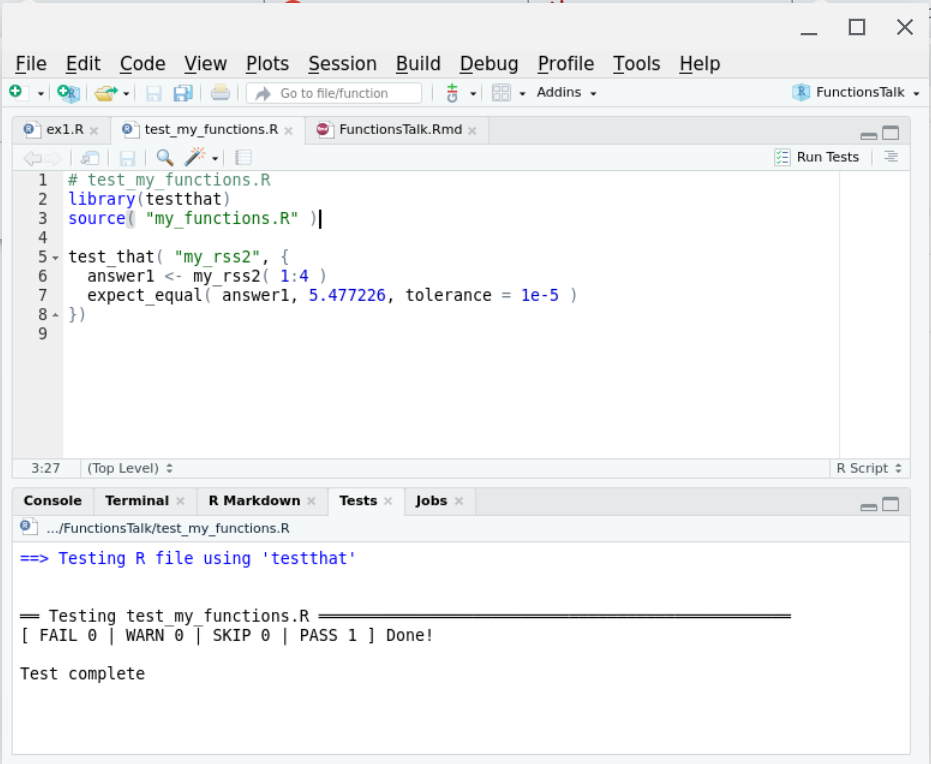 File Edit Code View Plots Session Build Debug Profile Tools Help
Go to file/function Addins FunctionsTalk
ex1.R test_my_functions.R FunctionsTalk.Rmd
Run Tests
1 # test_my_functions.R
2 library(testthat)
3 source( "my_functions.R" )
4
5 test_that( "my_rss2", {
6 answer1 <- my_rss2( 1:4 )
7 expect_equal( answer1, 5.477226, tolerance = 1e-5 )
8 })
9
3:27 (Top Level) R Script
Console Terminal R Markdown Tests Jobs
.../FunctionsTalk/test_my_functions.R
==> Testing R file using 'testthat'
══ Testing test_my_functions.R ══════════════════════════════
[ FAIL 0 | WARN 0 | SKIP 0 | PASS 1 ] Done!
Test complete